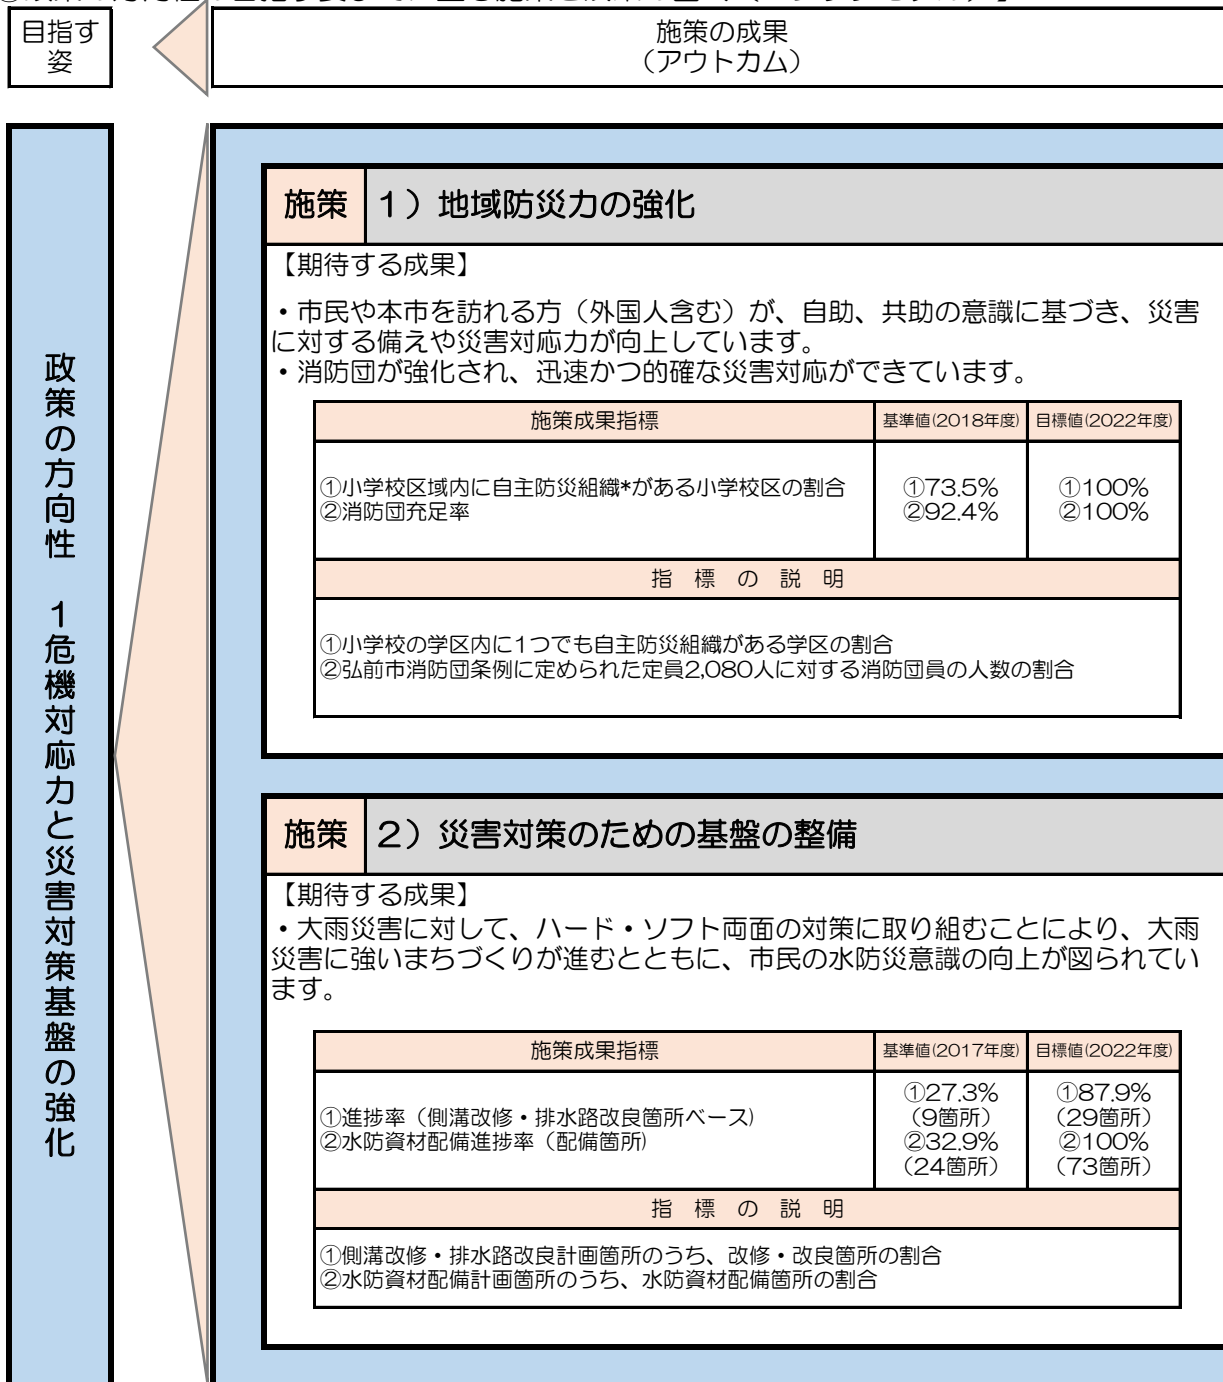 目指す
姿
施策の成果
（アウトカム）
政策の方向性　１危機対応力と災害対策基盤の強化
施策
１）地域防災力の強化
【期待する成果】
・市民や本市を訪れる方（外国人含む）が、自助、共助の意識に基づき、災害
に対する備えや災害対応力が向上しています。
・消防団が強化され、迅速かつ的確な災害対応ができています。
施策成果指標
基準値(2018年度)
目標値(2022年度)
①小学校区域内に自主防災組織*がある小学校区の割合
②消防団充足率
①73.5%
②92.4%
①100%
②100%
指　標　の　説　明
①小学校の学区内に1つでも自主防災組織がある学区の割合
②弘前市消防団条例に定められた定員2,080人に対する消防団員の人数の割合
施策
２）災害対策のための基盤の整備
【期待する成果】
・大雨災害に対して、ハード・ソフト両面の対策に取り組むことにより、大雨
災害に強いまちづくりが進むとともに、市民の水防災意識の向上が図られてい
ます。
施策成果指標
基準値(2017年度)
目標値(2022年度)
①進捗率（側溝改修・排水路改良箇所ベース)
②水防資材配備進捗率（配備箇所)
①27.3%
（9箇所）
②32.9%
（24箇所）
①87.9%
（29箇所）
②100%
（73箇所）
指　標　の　説　明
①側溝改修・排水路改良計画箇所のうち、改修・改良箇所の割合
②水防資材配備計画箇所のうち、水防資材配備箇所の割合